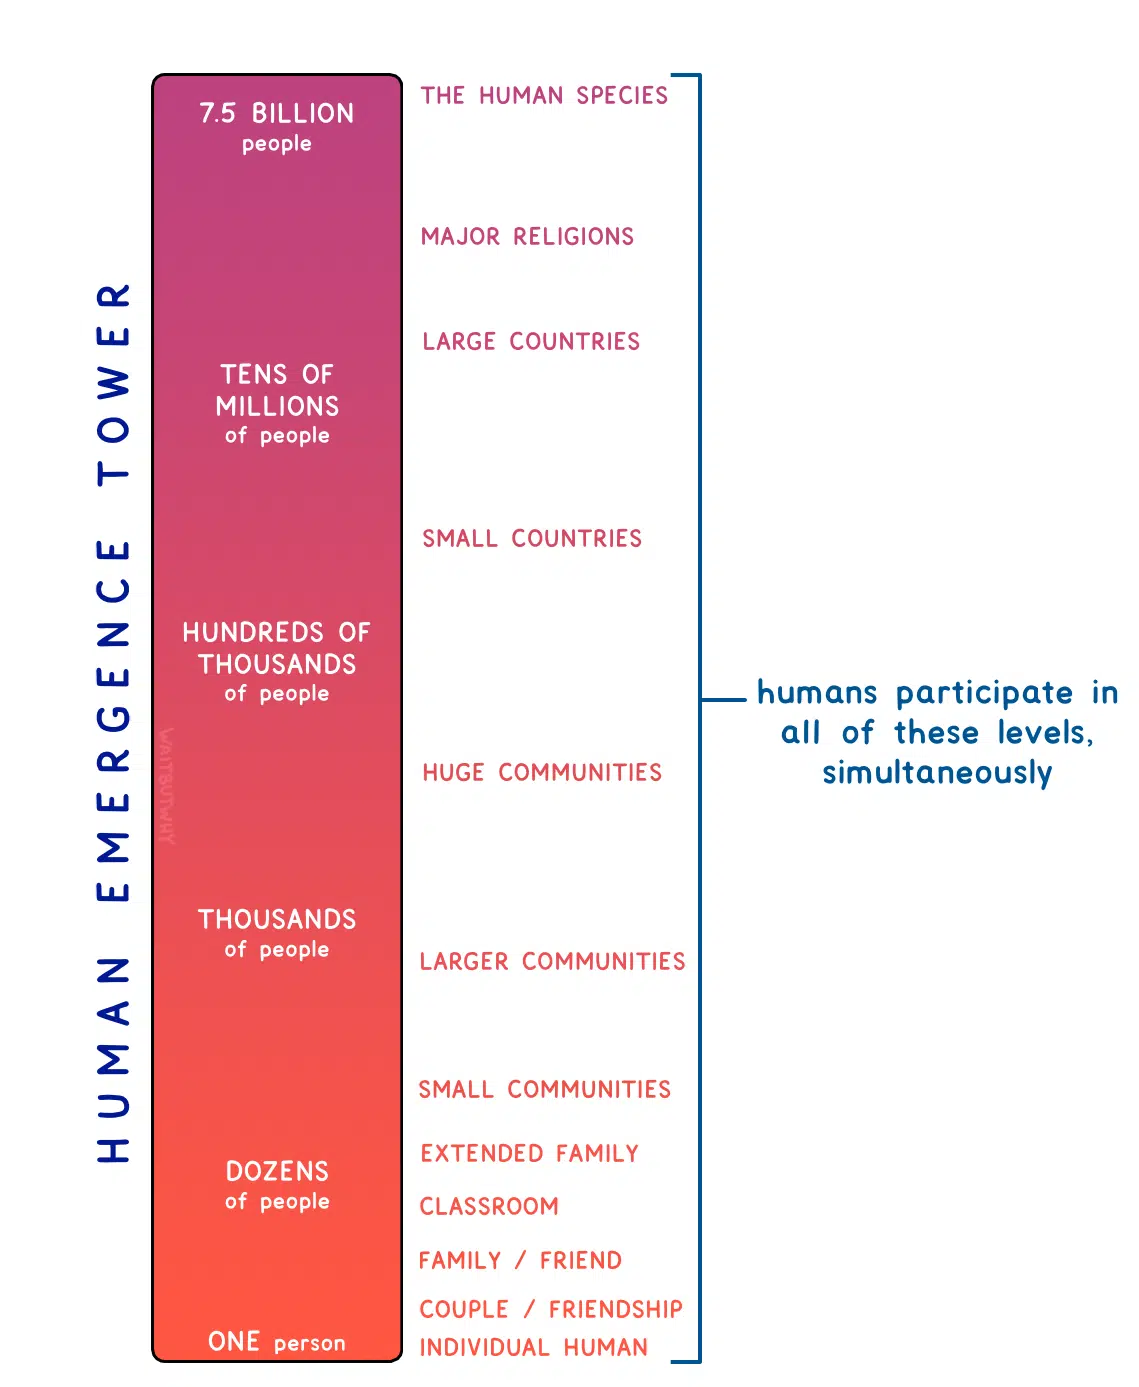 HUMAN EMERGENCE TOWER
7.5 BILLION
people
TENS OF
MILLIONS
of people
HUNDREDS OF
THOUSANDS
of people
WAITBUTWHY
THOUSANDS
of people
DOZENS
of people
ONE person
THE HUMAN SPECIES
MAJOR RELIGIONS
LARGE COUNTRIES
SMALL COUNTRIES
HUGE COMMUNITIES
LARGER COMMUNITIES
SMALL COMMUNITIES
EXTENDED FAMILY
CLASSROOM
FAMILY / FRIEND
COUPLE / FRIENDSHIP
INDIVIDUAL HUMAN
humans participate in
all of these levels,
simultaneously